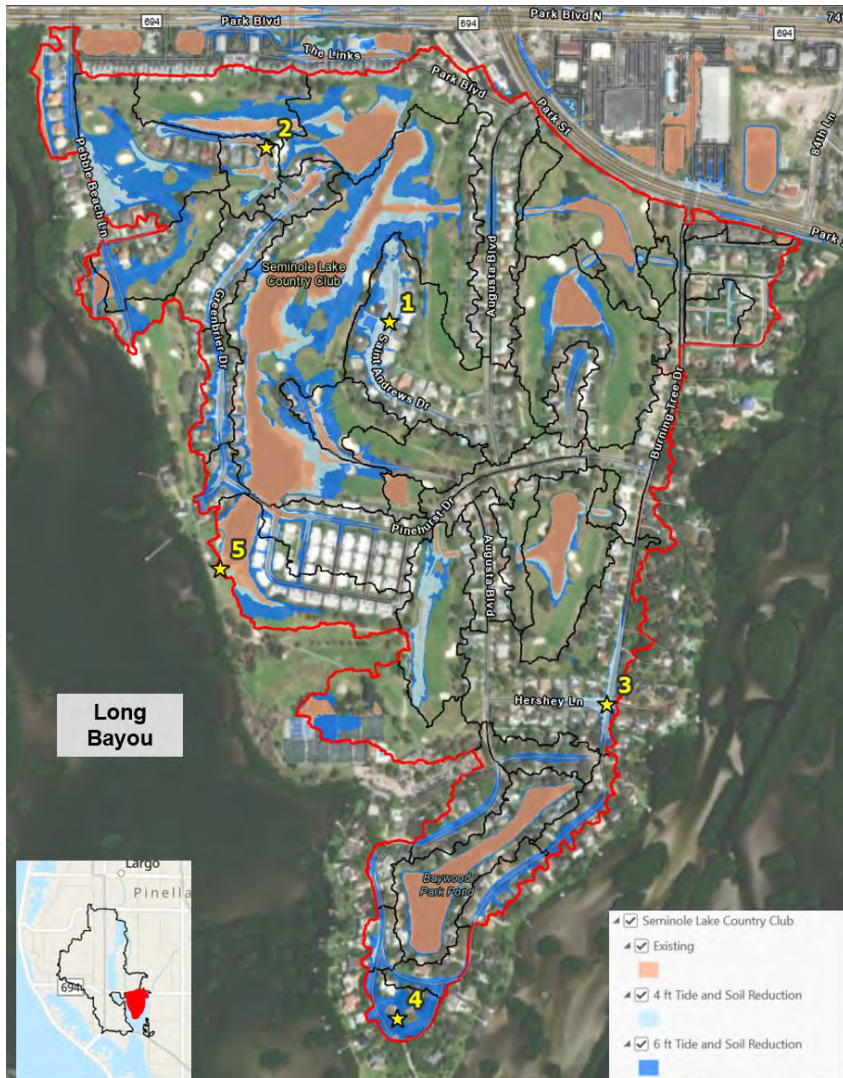 Park Blvd
Park Blvd N
74t
694
694
694
The Links
Park Blvd
Park St
84th Ln
Park S
2
Pebble Beach Ln
Seminole Lake
Country Club
Augusta Blvd
Greenbrier Dr
1
Saint Andrews Dr
Burning Tree Dr
Pinehurst Dr
5
Augusta Blvd
Hershey Ln
3
Long
Bayou
Baywood
Park Pond
4
Largo
Pinella
694
Seminole Lake Country Club
Existing
4 ft Tide and Soil Reduction
6 ft Tide and Soil Reduction